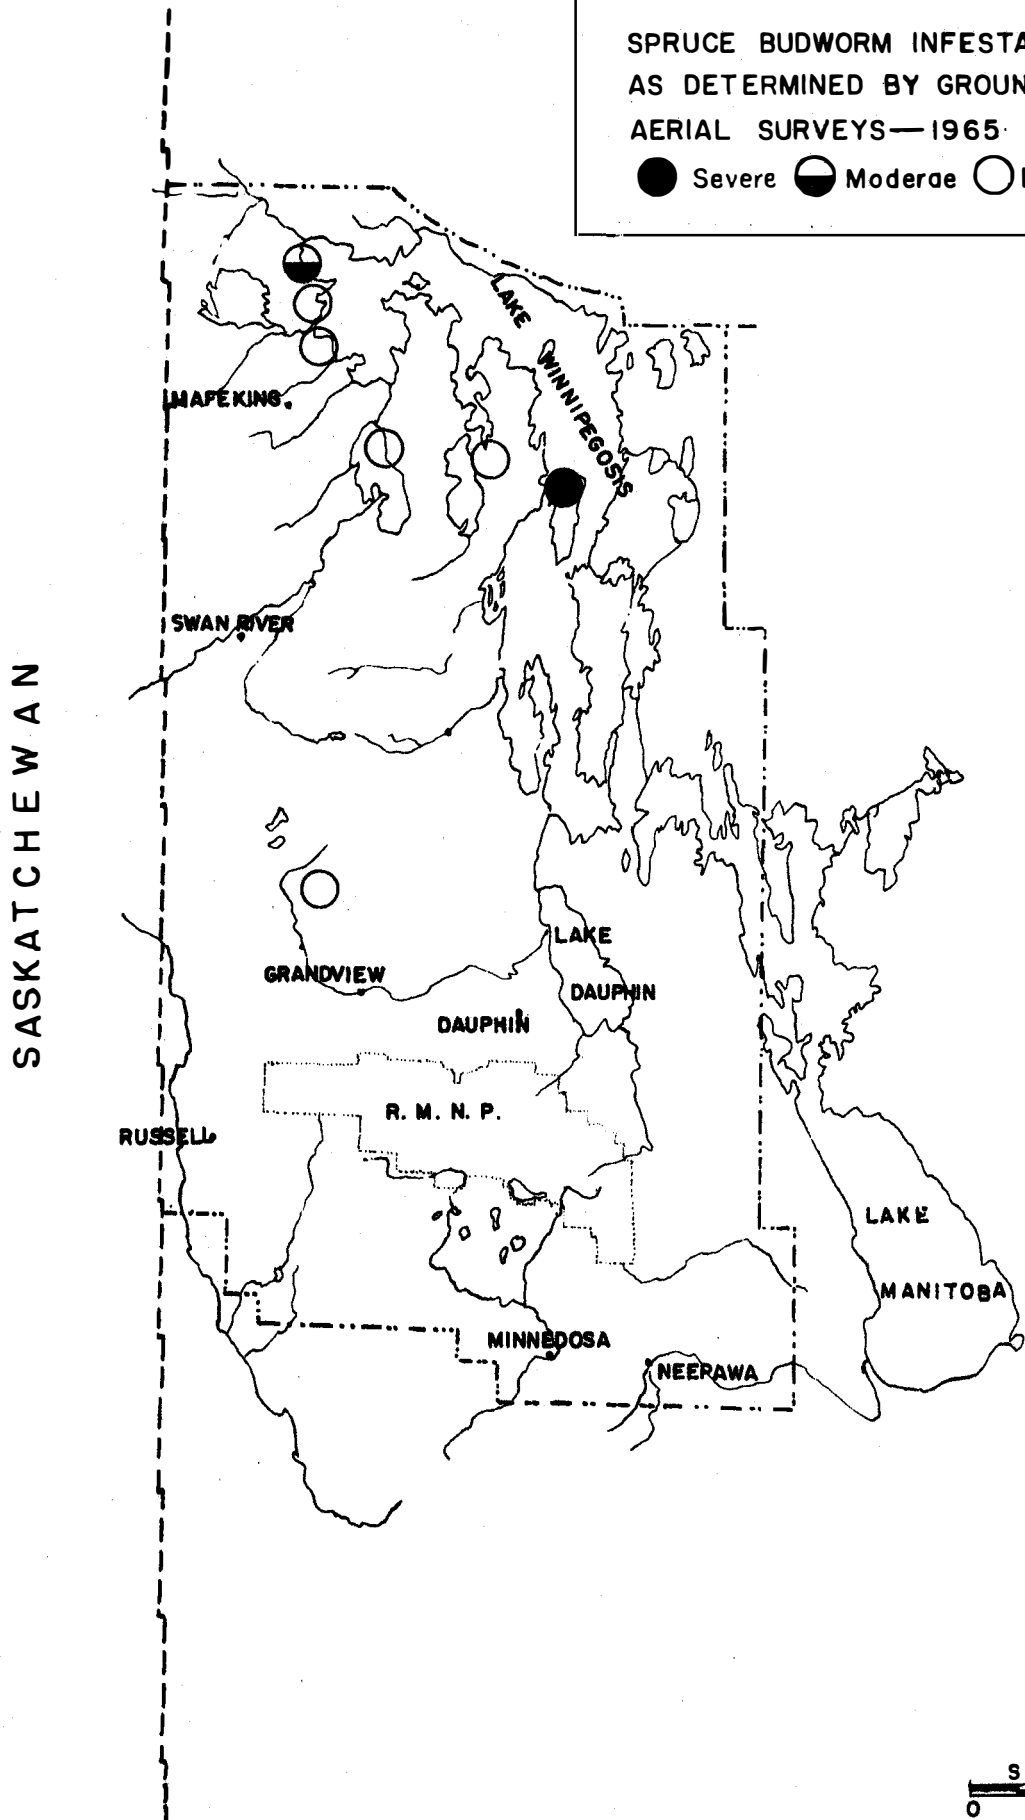 SPRUCE BUDWORM INFESTA
AS DETERMINED BY GROUN
AERIAL SURVEYS—1965
Severe Moderae
LAKE WINNIPEGOSIS
MAFEKING
SWAN RIVER
SASKATCHEWAN
GRANDVIEW
LAKE
DAUPHIN
DAUPHIN
R. M. N. P.
RUSSELL
LAKE
MANITOBA
MINNEDOSA
NEEPAWA
S
0